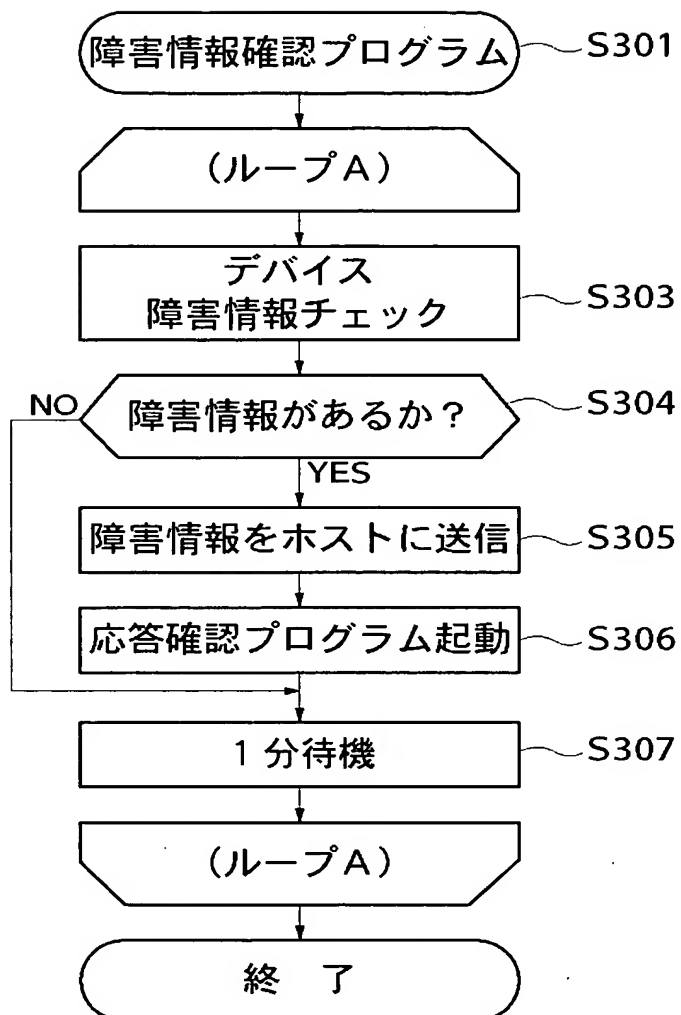 障害情報確認プログラム S301
(ループA)
デバイス
障害情報チェック S303
障害情報があるか? S304
NO
YES
障害情報をホストに送信 S305
応答確認プログラム起動 S306
1分待機 S307
(ループA)
終 了